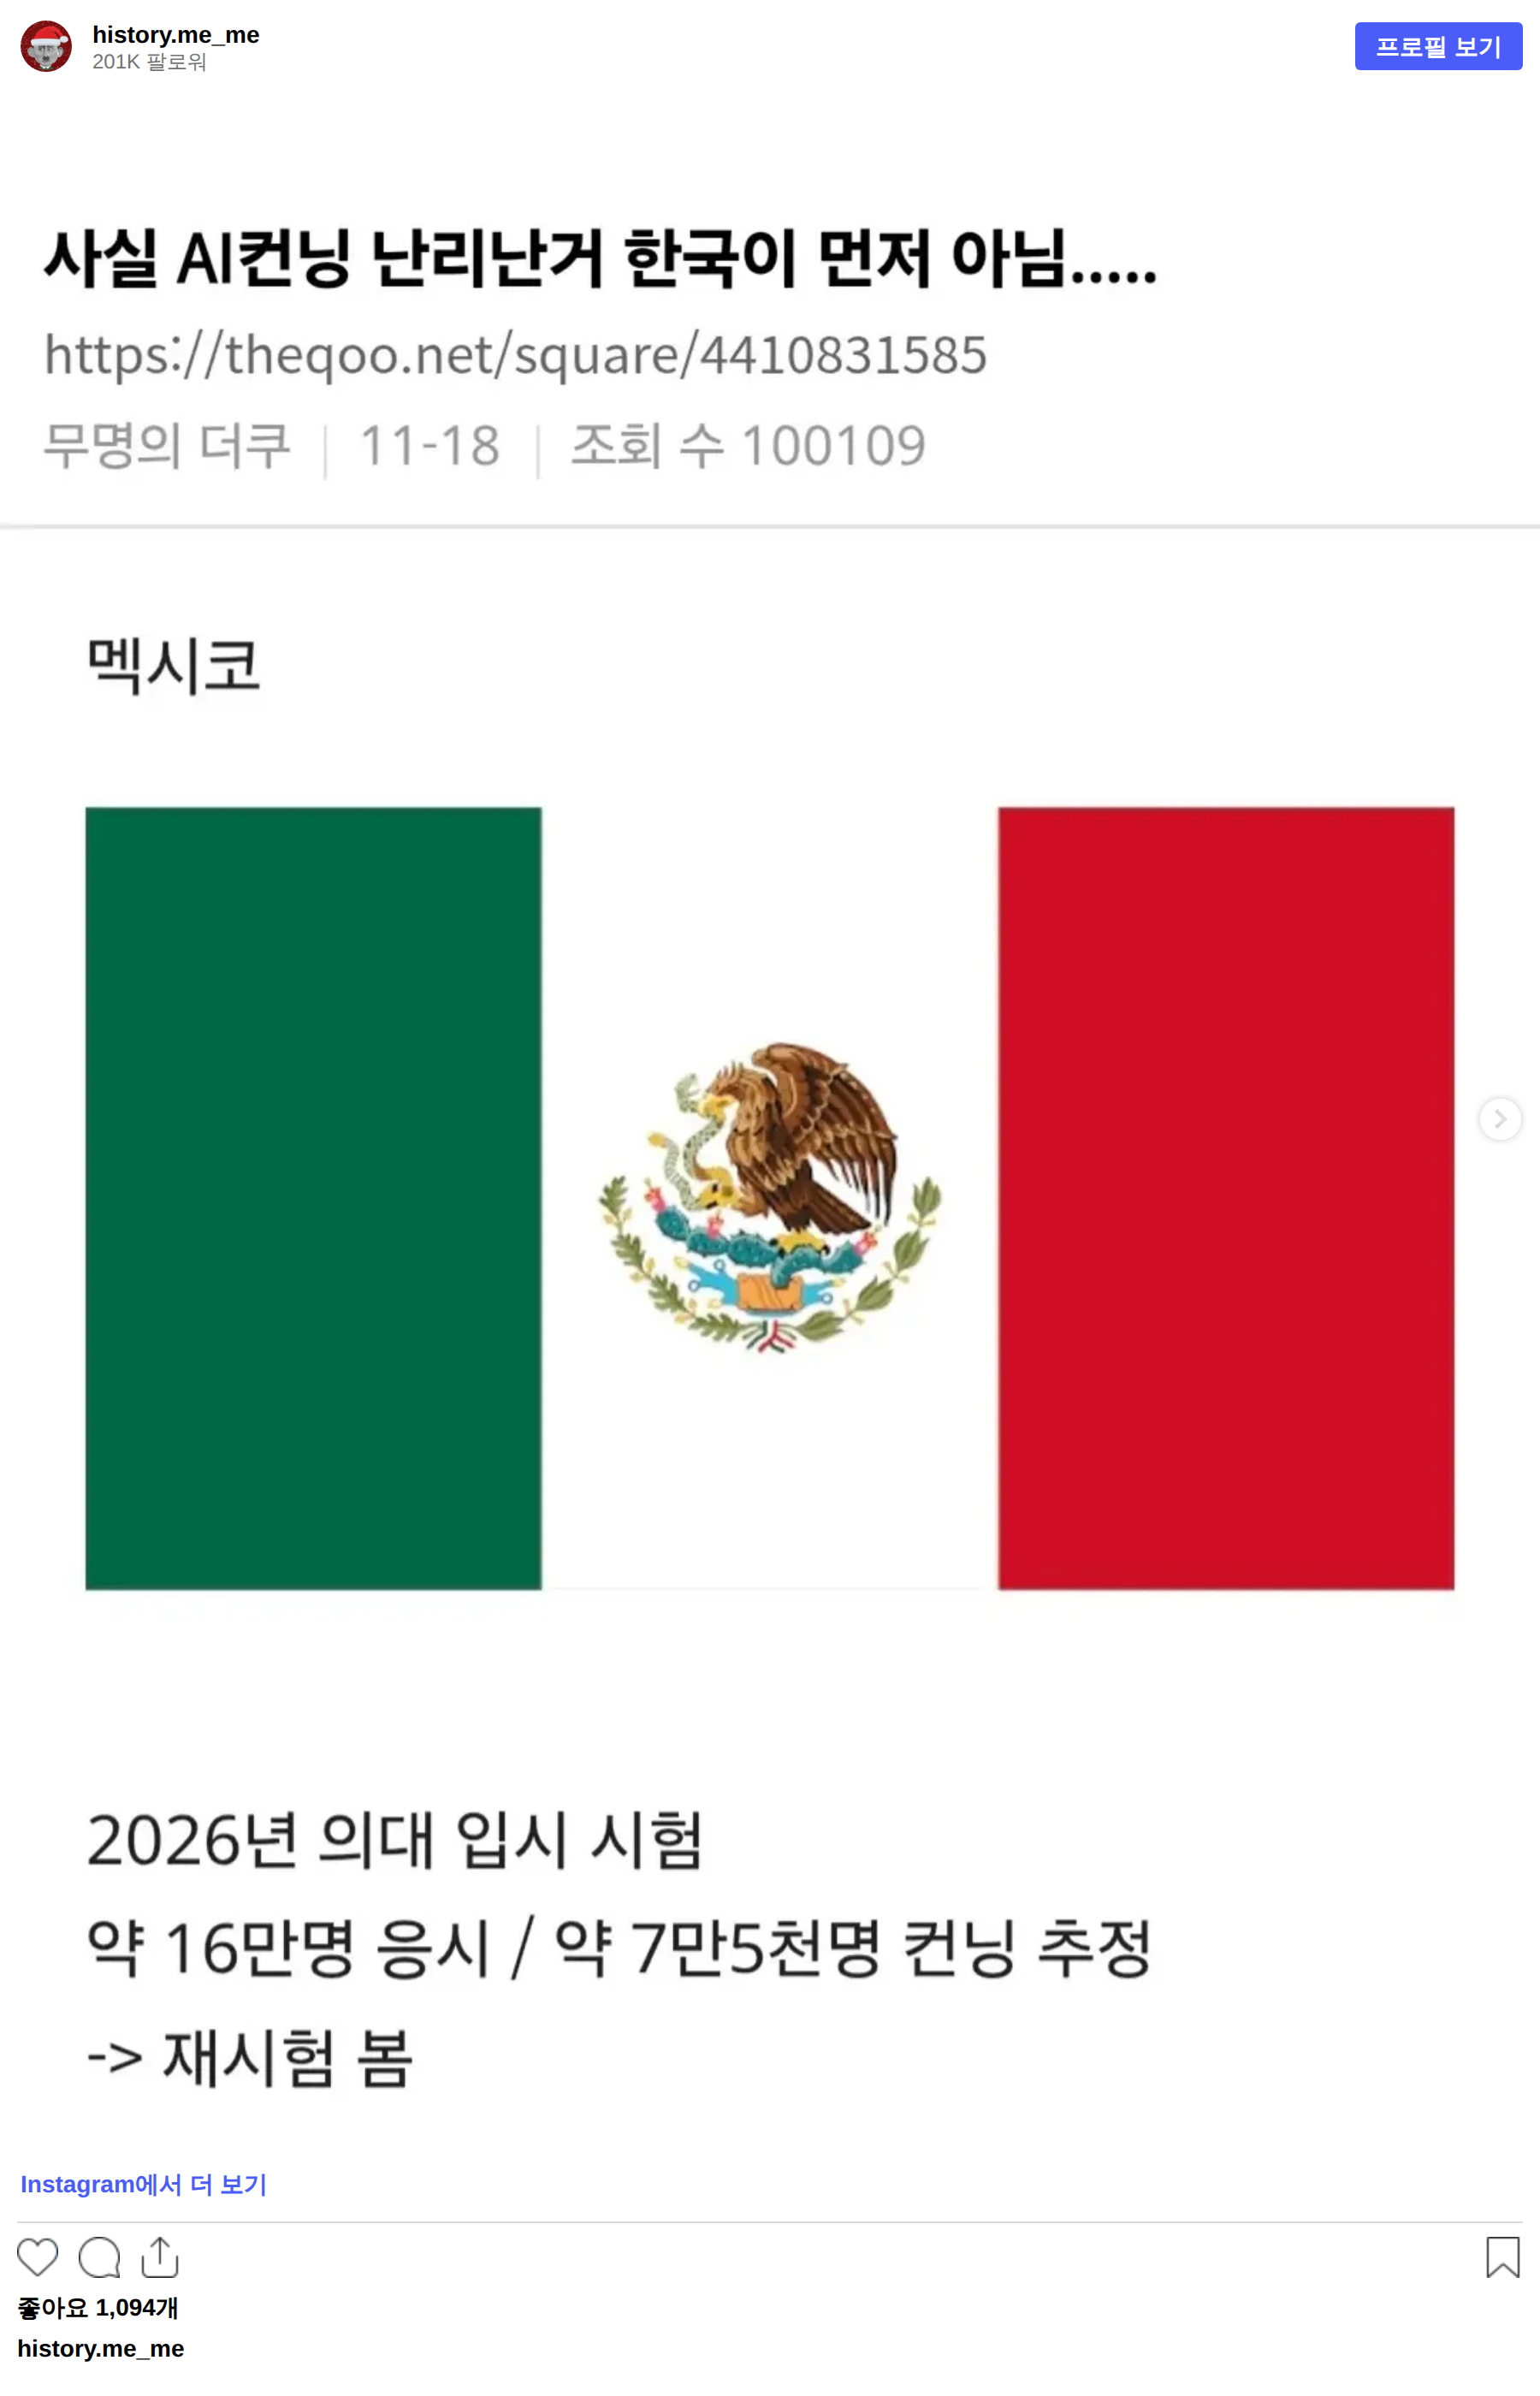 history.me_me
201K 팔로워
프로필 보기
사실 AI컨닝 난리난거 한국이 먼저 아님.....
https://theqoo.net/square/4410831585
무명의 더쿠 | 11-18 | 조회 수 100109
멕시코
2026년 의대 입시 시험
약 16만명 응시 / 약 7만5천명 컨닝 추정
-> 재시험 봄
Instagram에서 더 보기
좋아요 1,094개
history.me_me